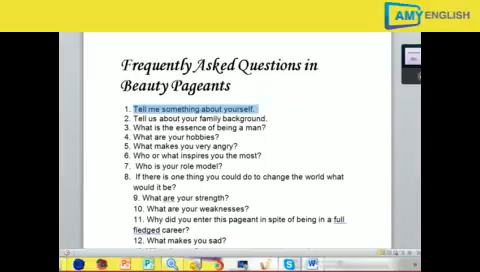 AMY ENGLISH
Frequently Asked Questions in
Beauty Pageants
1. Tell me something about yourself.
2. Tell us about your family background.
3. What is the essence of being a man?
4. What are your hobbies?
5. What makes you very angry?
6. Who or what inspires you the most?
7. Who is your role model?
8. If there is one thing you could do to change the world what
would it be?
9. What are your strength?
10. What are your weaknesses?
11. Why did you enter this pageant in spite of being in a full
fledged career?
12. What makes you sad?